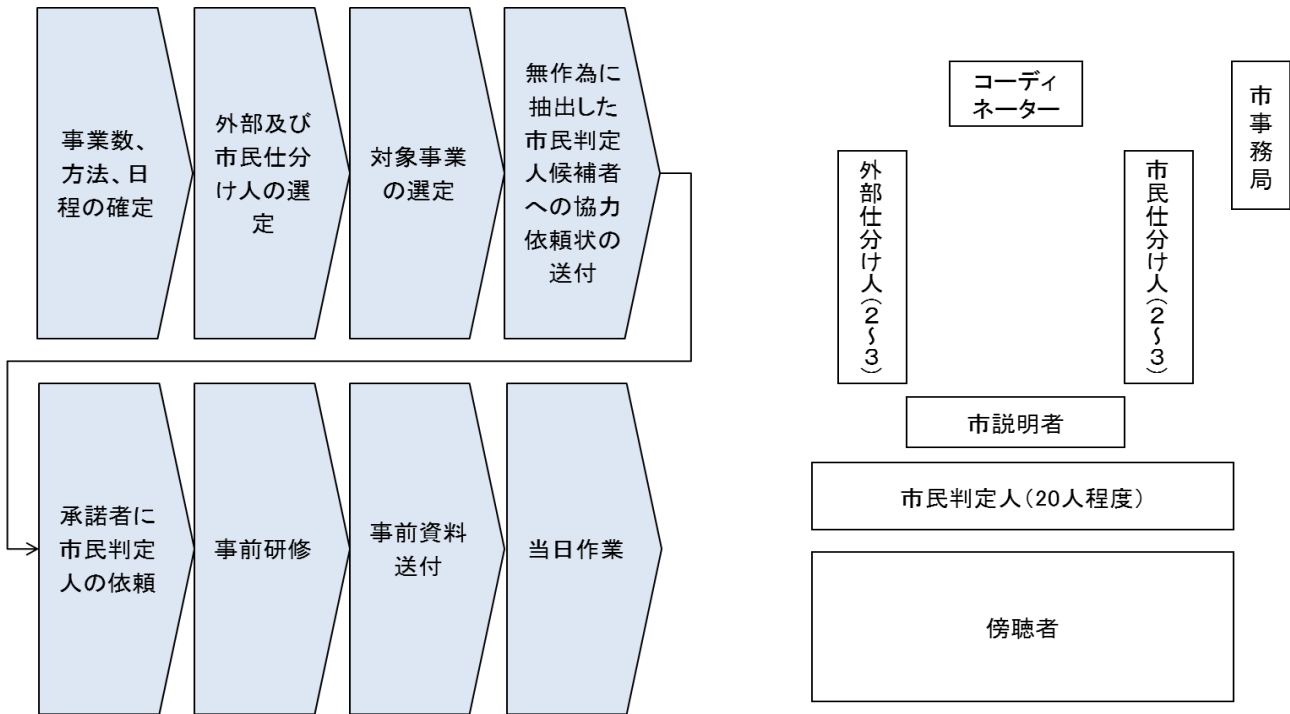 事業数、
方法、日
程の確定
外部及び
市民仕分
け人の選
定
対象事業
の選定
無作為に
抽出した
市民判定
人候補者
への協力
依頼状の
送付
承諾者に
市民判定
人の依頼
事前研修
事前資料
送付
当日作業
コーディ
ネーター
市事務局
外部仕分け人(2~3)
市民仕分け人(2~3)
市説明者
市民判定人(20人程度)
傍聴者